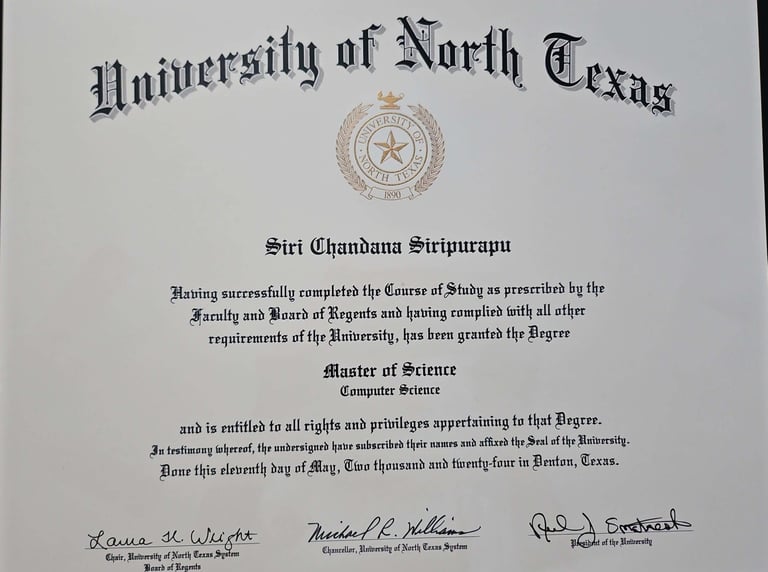 University of North Texas
UNIVERSITY OF
NORTH TEXAS
1890
Siri Chandana Siripurapu
Having successfully completed the Course of Study as prescribed by the
Faculty and Board of Regents and having complied with all other
requirements of the University, has been granted the Degree
Master of Science
Computer Science
and is entitled to all rights and privileges appertaining to that Degree.
In testimony whereof, the undersigned have subscribed their names and affixed the Seal of the University.
Done this eleventh day of May, Two thousand and twenty-four in Denton, Texas.
Laura H Wright
Chair, University of North Texas System
Board of Regents
Michael R. Williams
Chancellor, University of North Texas System
President of the University